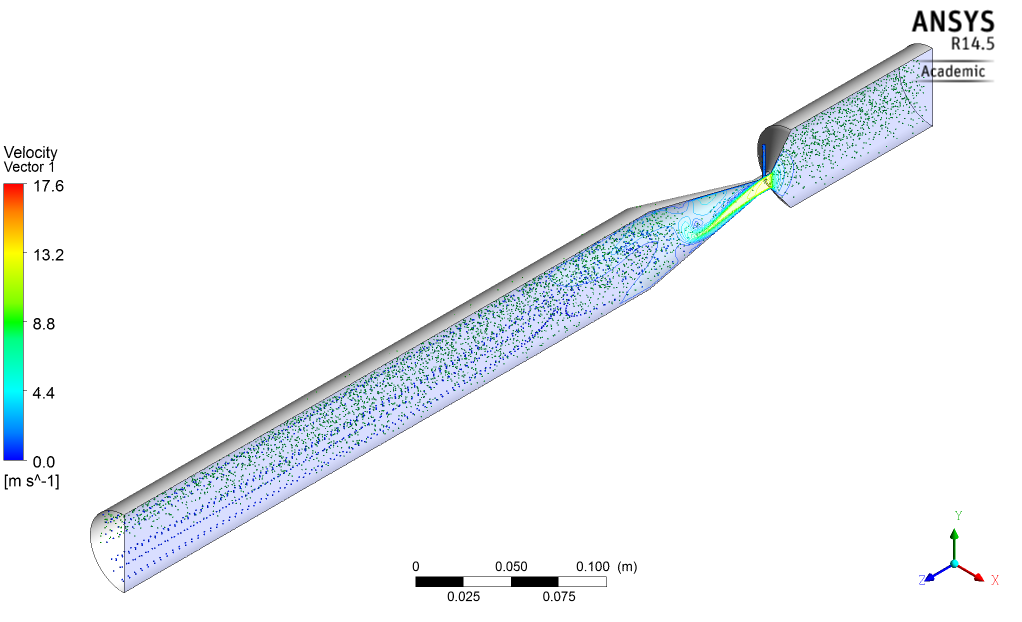 ANSYS
R14.5
Academic
Velocity
Vector 1
17.6
13.2
8.8
4.4
0.0
[m s^-1]
0 0.050 0.100 (m)
0.025 0.075
Y
Z X